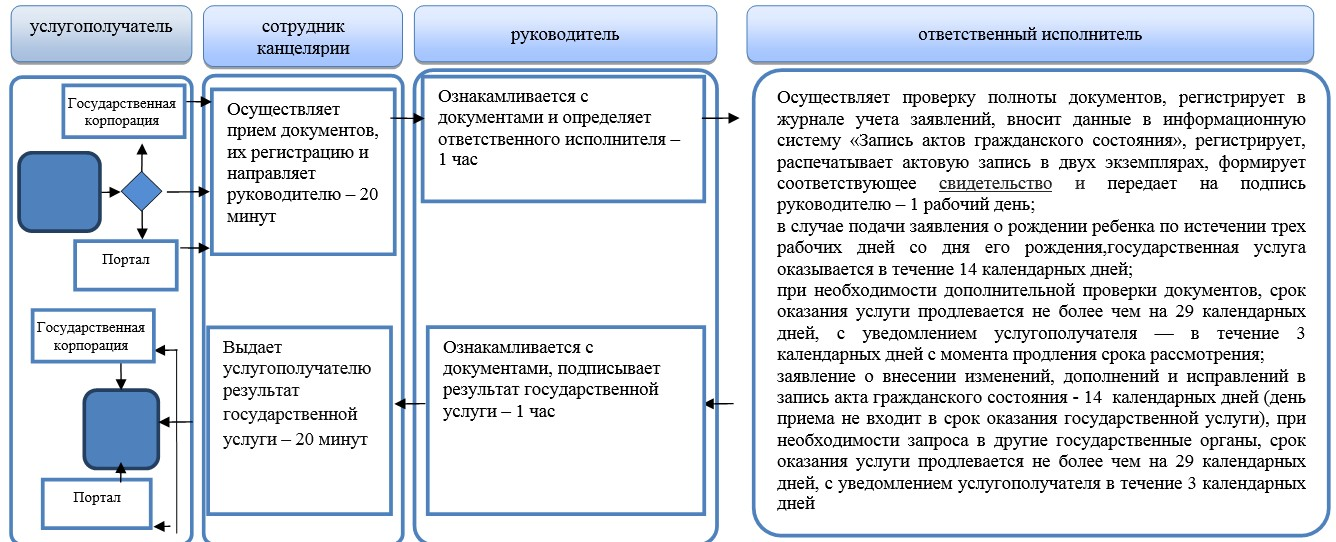 услугополучатель
сотрудник
канцелярии
руководитель
ответственный исполнитель
Государственная
корпорация
Портал
Осуществляет
прием документов,
их регистрацию и
направляет
руководителю – 20
минут
Ознакамливается с
документами и определяет
ответственного исполнителя –
1 час
Осуществляет проверку полноты документов, регистрирует в
журнале учета заявлений, вносит данные в информационную
систему «Запись актов гражданского состояния», регистрирует,
распечатывает актовую запись в двух экземплярах, формирует
соответствующее свидетельство и передает на подпись
руководителю – 1 рабочий день;
в случае подачи заявления о рождении ребенка по истечении трех
рабочих дней со дня его рождения,государственная услуга
оказывается в течение 14 календарных дней;
при необходимости дополнительной проверки документов, срок
оказания услуги продлевается не более чем на 29 календарных
дней, с уведомлением услугополучателя — в течение 3
календарных дней с момента продления срока рассмотрения;
заявление о внесении изменений, дополнений и исправлений в
запись акта гражданского состояния - 14 календарных дней (день
приема не входит в срок оказания государственной услуги), при
необходимости запроса в другие государственные органы, срок
оказания услуги продлевается не более чем на 29 календарных
дней, с уведомлением услугополучателя в течение 3 календарных
дней
Государственная
корпорация
Портал
Выдает
услугополучателю
результат
государственной
услуги – 20 минут
Ознакамливается с
документами, подписывает
результат государственной
услуги – 1 час